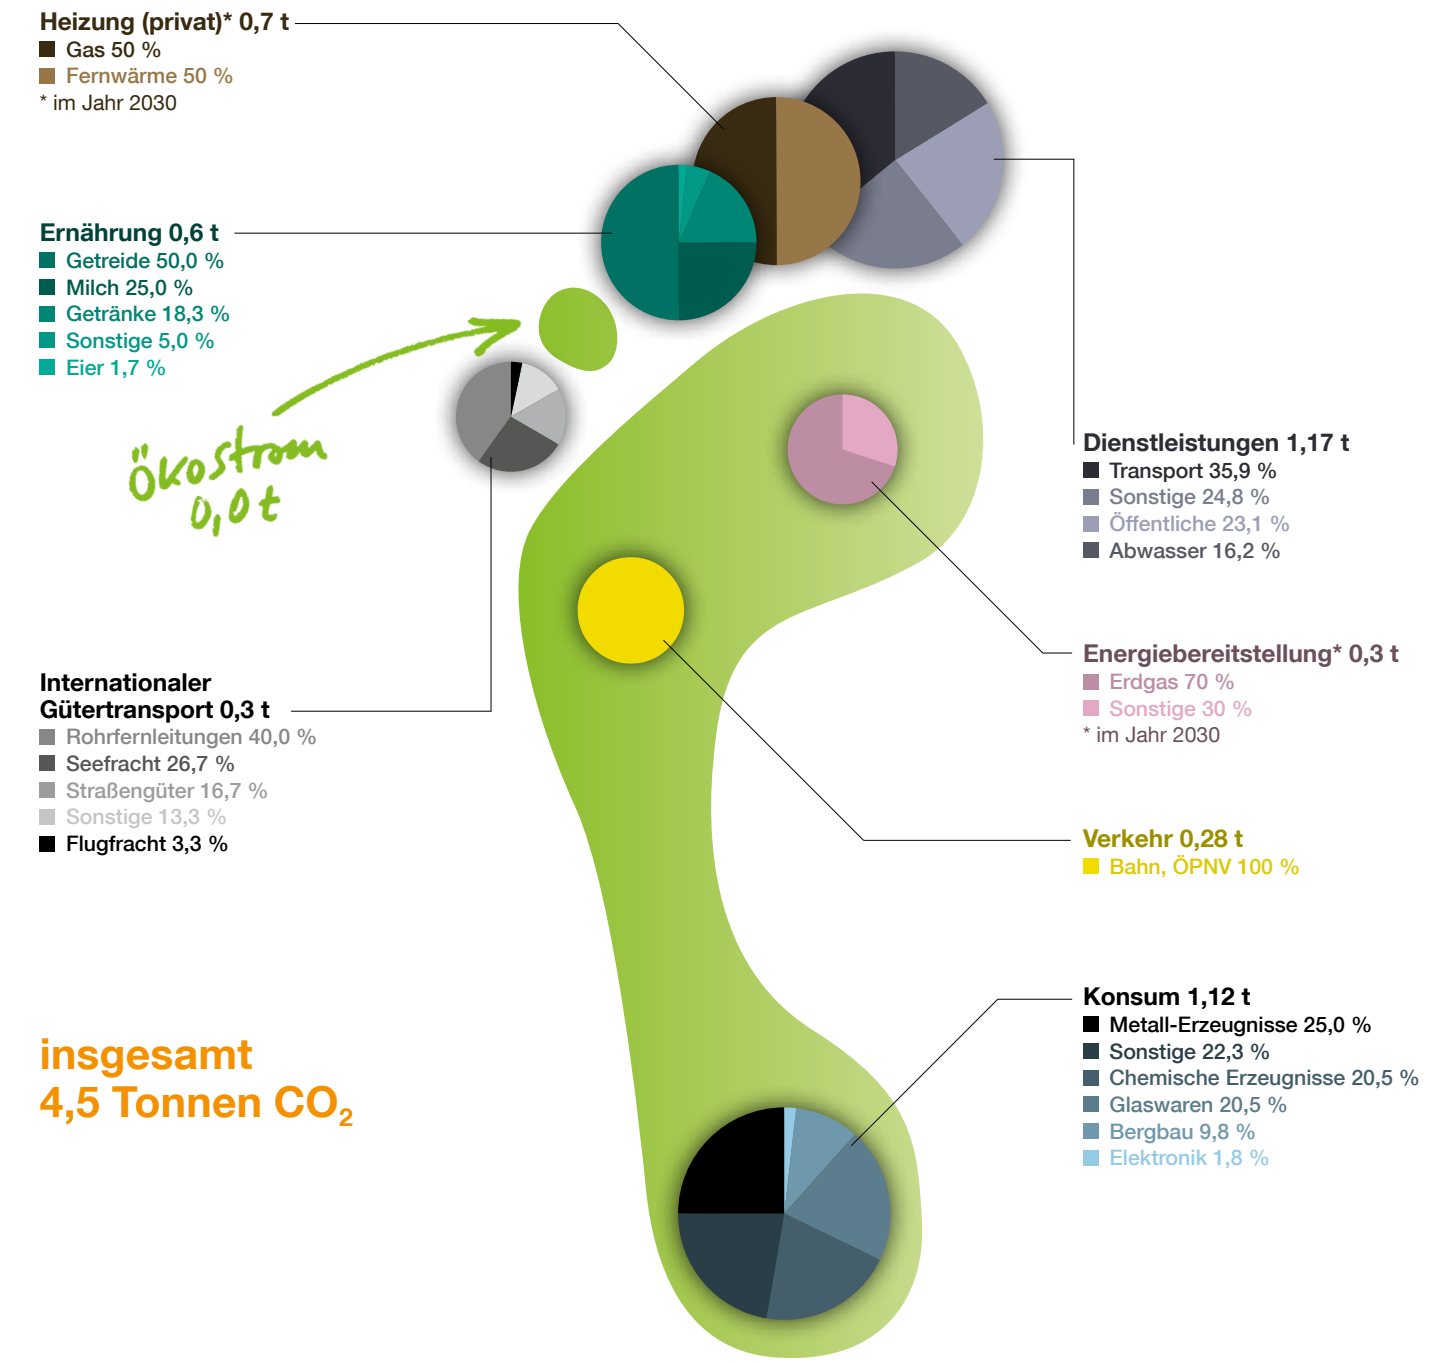 Heizung (privat)* 0,7 t
Gas 50 %
Fernwärme 50 %
* im Jahr 2030
Ernährung 0,6 t
Getreide 50,0 %
Milch 25,0 %
Getränke 18,3 %
Sonstige 5,0 %
Eier 1,7 %
Ökostrom
0,0 t
Internationaler
Gütertransport 0,3 t
Rohrfernleitungen 40,0 %
Seefracht 26,7 %
Straßengüter 16,7 %
Sonstige 13,3 %
Flugfracht 3,3 %
insgesamt
4,5 Tonnen CO₂
Dienstleistungen 1,17 t
Transport 35,9 %
Sonstige 24,8 %
Öffentliche 23,1 %
Abwasser 16,2 %
Energiebereitstellung* 0,3 t
Erdgas 70 %
Sonstige 30 %
* im Jahr 2030
Verkehr 0,28 t
Bahn, ÖPNV 100 %
Konsum 1,12 t
Metall-Erzeugnisse 25,0 %
Sonstige 22,3 %
Chemische Erzeugnisse 20,5 %
Glaswaren 20,5 %
Bergbau 9,8 %
Elektronik 1,8 %